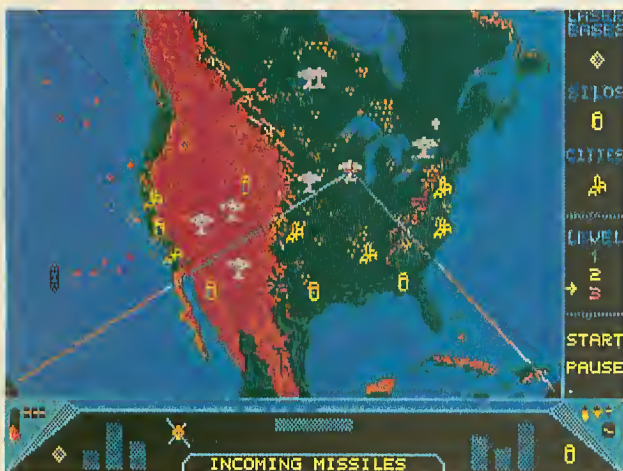 LASER
BASES
SILOS
CITIES
LEVEL
1
2
3
START
PAUSE
INCOMING MISSILES